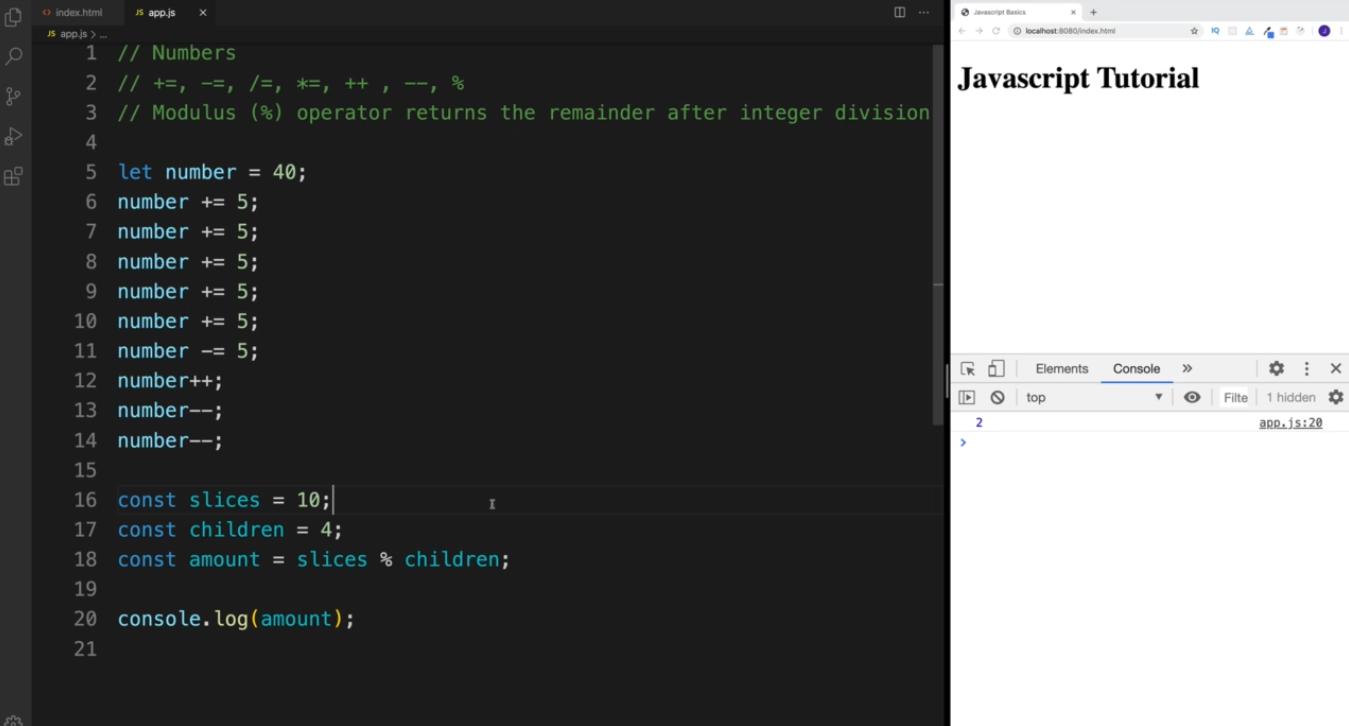 index.html
JS app.js ×
JS app.js > ...
1 // Numbers
2 // +=, -=, /=, *=, ++ , --, %
3 // Modulus (%) operator returns the remainder after integer division
4
5 let number = 40;
6 number += 5;
7 number += 5;
8 number += 5;
9 number += 5;
10 number += 5;
11 number -= 5;
12 number++;
13 number--;
14 number--;
15
16 const slices = 10;
17 const children = 4;
18 const amount = slices % children;
19
20 console.log(amount);
21
Javascript Basics
localhost:8080/index.html
Javascript Tutorial
Elements Console »
top Filte 1 hidden
2 app.js:20